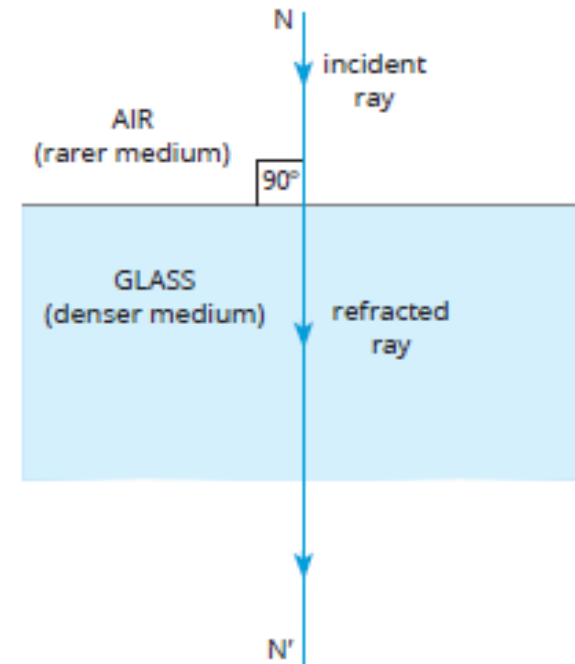 N
incident
ray
AIR
(rarer medium)
90°
GLASS
(denser medium)
refracted
ray
N'